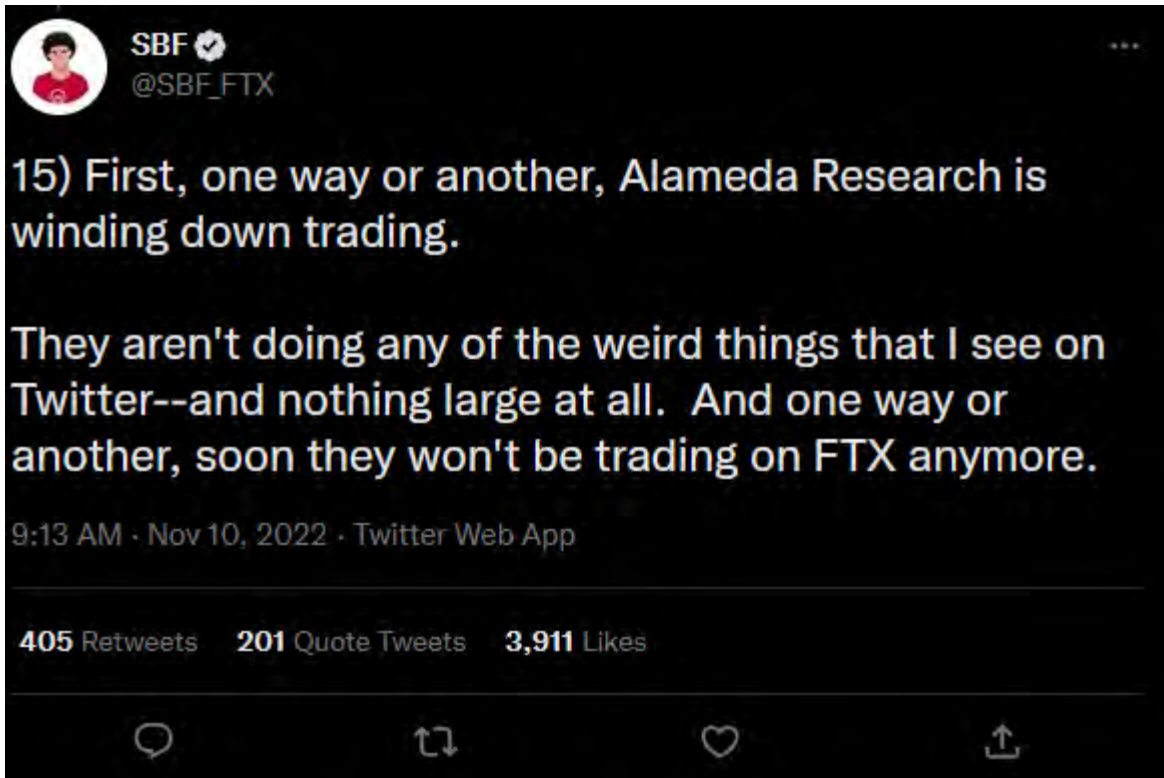 SBF
@SBF_FTX
15) First, one way or another, Alameda Research is
winding down trading.
They aren't doing any of the weird things that I see on
Twitter--and nothing large at all.  And one way or
another, soon they won't be trading on FTX anymore.
9:13 AM · Nov 10, 2022 · Twitter Web App
405 Retweets 201 Quote Tweets 3,911 Likes